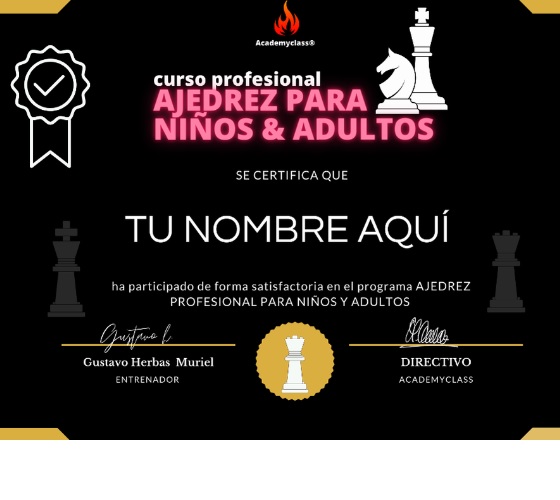 Academyclass®
curso profesional
AJEDREZ PARA
NIÑOS & ADULTOS
SE CERTIFICA QUE
TU NOMBRE AQUÍ
ha participado de forma satisfactoria en el programa AJEDREZ
PROFESIONAL PARA NIÑOS Y ADULTOS
Gustavo Herbas Muriel
ENTRENADOR
DIRECTIVO
ACADEMYCLASS